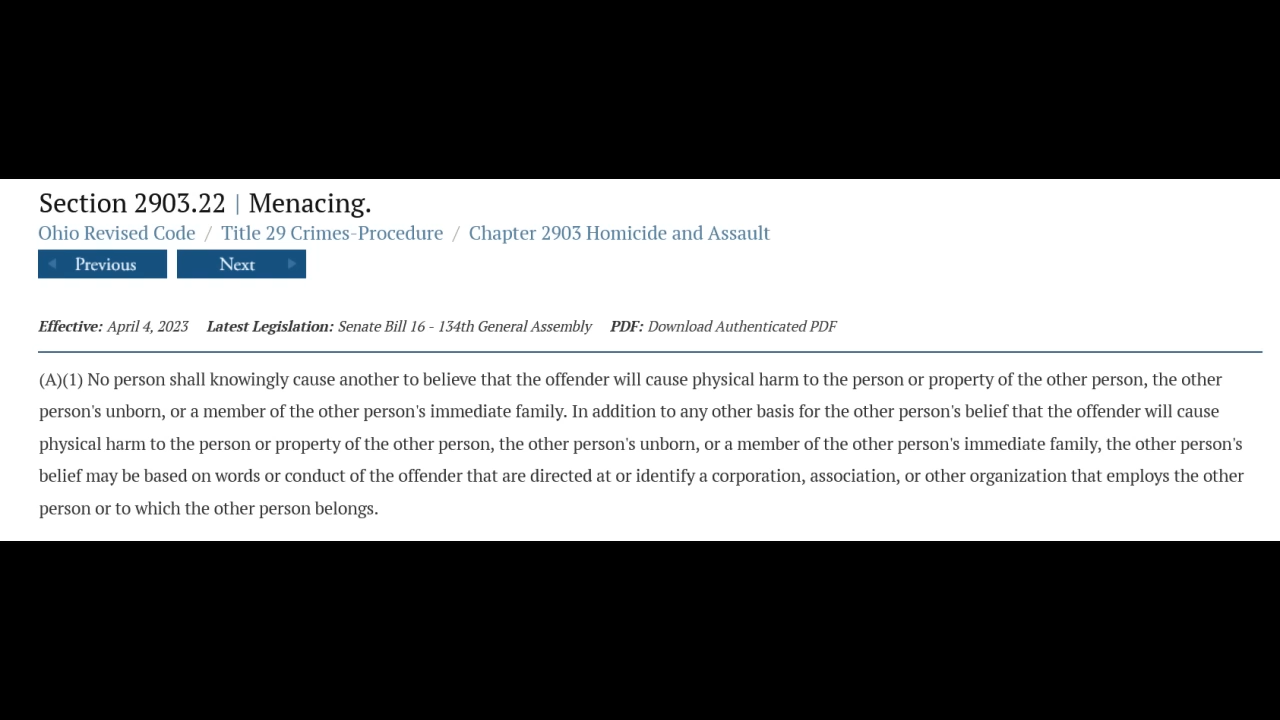 Section 2903.22 | Menacing.
Ohio Revised Code / Title 29 Crimes-Procedure / Chapter 2903 Homicide and Assault
Previous Next
Effective: April 4, 2023 Latest Legislation: Senate Bill 16 - 134th General Assembly PDF: Download Authenticated PDF
(A)(1) No person shall knowingly cause another to believe that the offender will cause physical harm to the person or property of the other person, the other
person's unborn, or a member of the other person's immediate family. In addition to any other basis for the other person's belief that the offender will cause
physical harm to the person or property of the other person, the other person's unborn, or a member of the other person's immediate family, the other person's
belief may be based on words or conduct of the offender that are directed at or identify a corporation, association, or other organization that employs the other
person or to which the other person belongs.